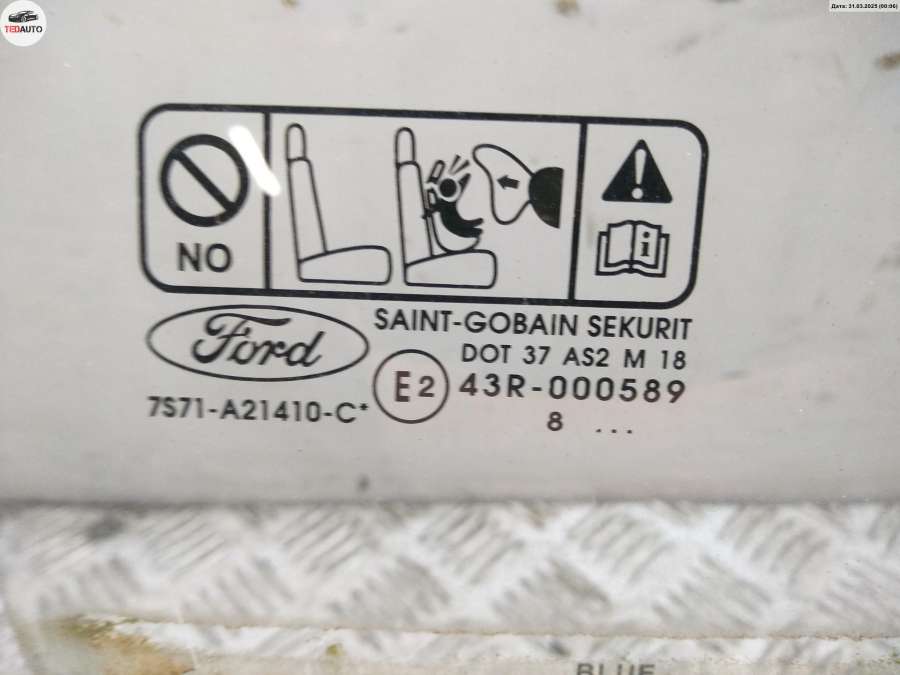 TEDAUTO
Дата: 31.03.2025 (00:06)
NO
i
Ford
SAINT-GOBAIN SEKURIT
DOT 37 AS2 M 18
E2
43R-000589
7S71-A21410-C*
8 ...
BLUE